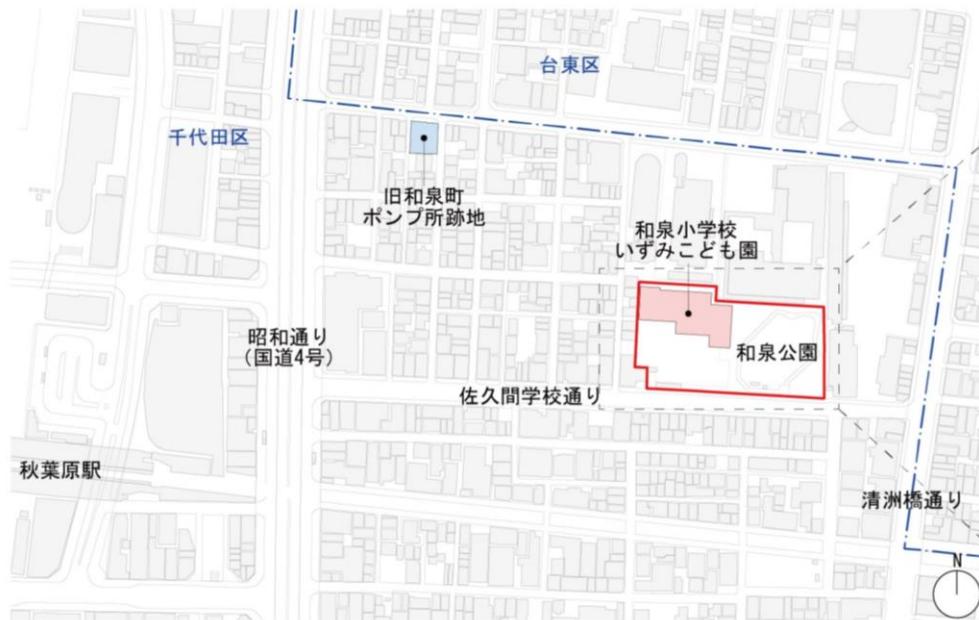 台東区
千代田区
旧和泉町
ポンプ所跡地
和泉小学校
いずみこども園
昭和通り
（国道4号）
和泉公園
佐久間学校通り
秋葉原駅
清洲橋通り
N